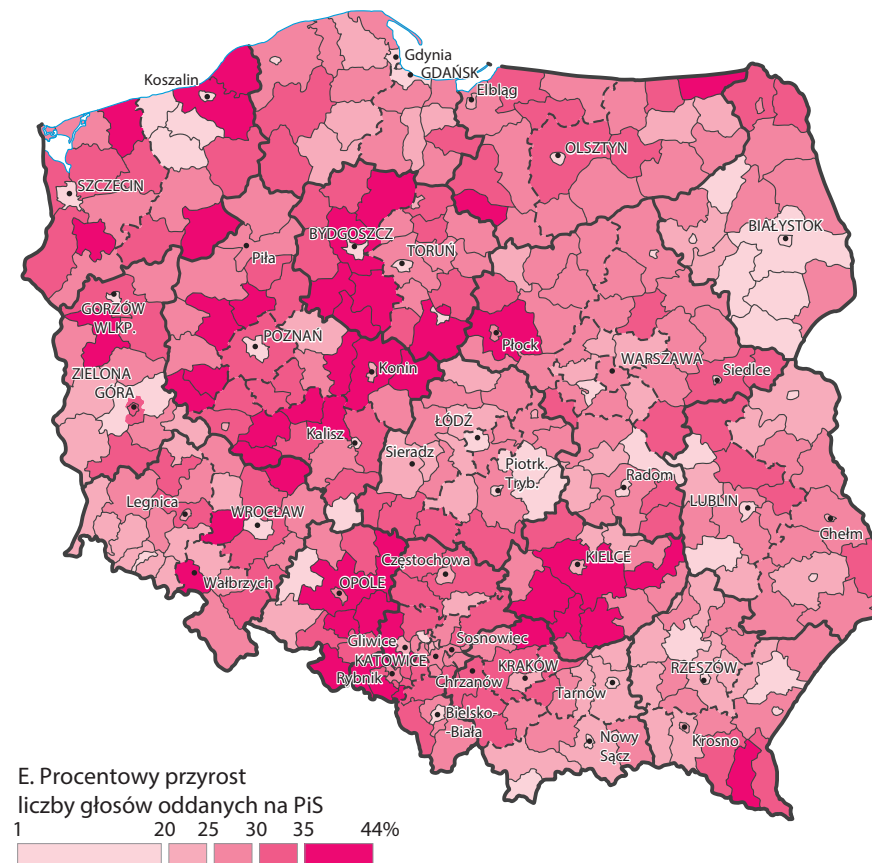 Gdynia
GDAŃSK
Koszalin
Elbląg
OLSZTYN
SZCZECIN
BIAŁYSTOK
BYDGOSZCZ
TORUŃ
Piła
GORZÓW
WLKP.
POZNAŃ
Płock
WARSZAWA
Siedlce
Konin
ZIELONA
GÓRA
Kalisz
ŁÓDŹ
Sieradz
Piotrk.
Tryb.
Radom
LUBLIN
Legnica
WROCŁAW
Chełm
Częstochowa
KIELCE
Wałbrzych
OPOLE
Gliwice
Sosnowiec
KATOWICE
Rybnik
Chrzanów
KRAKÓW
RZESZÓW
Tarnów
Bielsko-
-Biała
Nowy
Sącz
Krosno
E. Procentowy przyrost
liczby głosów oddanych na PiS
1 20 25 30 35 44%